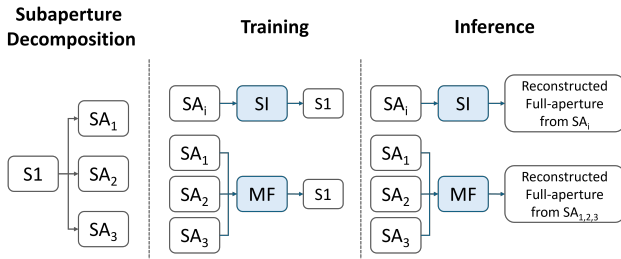 Subaperture
Decomposition
S1
SA1
SA2
SA3
Training
SAi
SI
S1
SA1
SA2
SA3
MF
S1
Inference
SAi
SI
Reconstructed
Full-aperture
from SAi
SA1
SA2
SA3
MF
Reconstructed
Full-aperture
from SA1,2,3